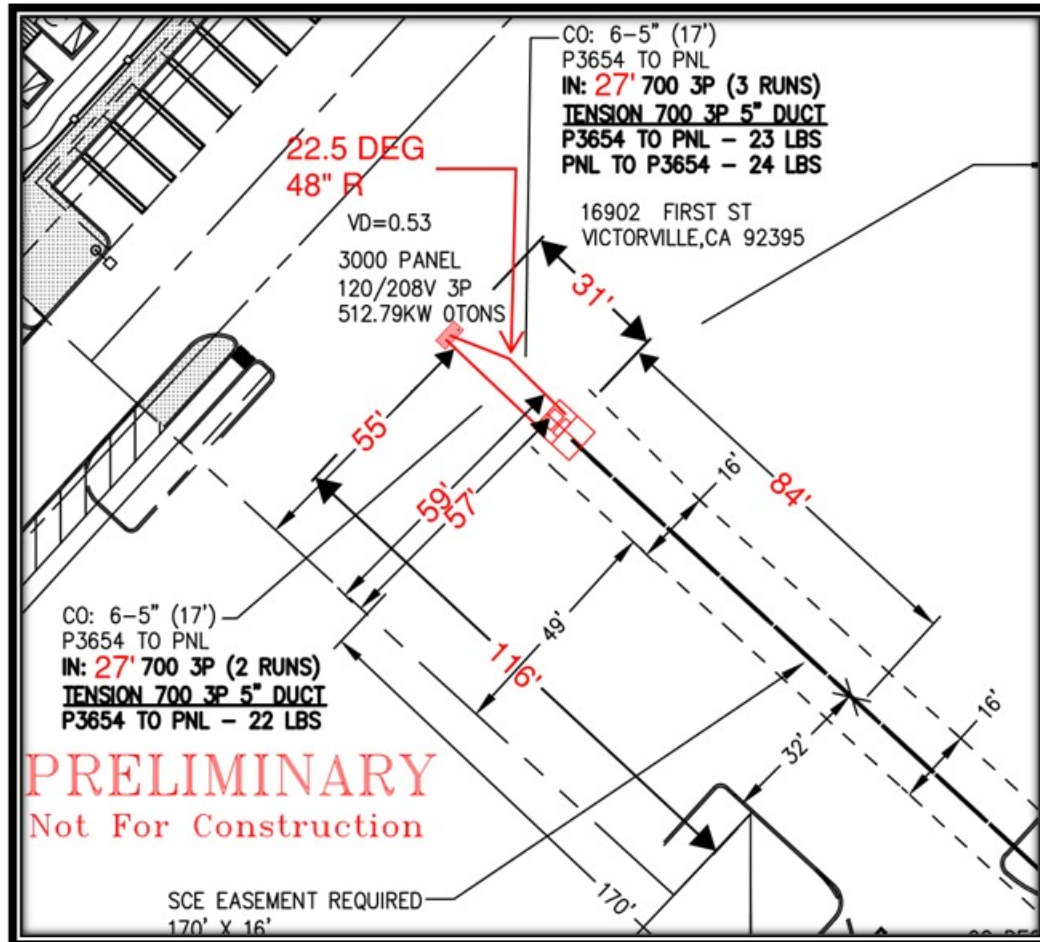 CO: 6-5" (17')
P3654 TO PNL
IN: 27' 700 3P (3 RUNS)
TENSION 700 3P 5" DUCT
P3654 TO PNL - 23 LBS
PNL TO P3654 - 24 LBS
22.5 DEG
48" R
16902 FIRST ST
VICTORVILLE,CA 92395
VD=0.53
3000 PANEL
120/208V 3P
512.79KW 0TONS
31'
55'
59'
57'
16'
84'
49'
116'
CO: 6-5" (17')
P3654 TO PNL
IN: 27' 700 3P (2 RUNS)
TENSION 700 3P 5" DUCT
P3654 TO PNL - 22 LBS
16'
32'
PRELIMINARY
Not For Construction
SCE EASEMENT REQUIRED
170' X 16'
170'